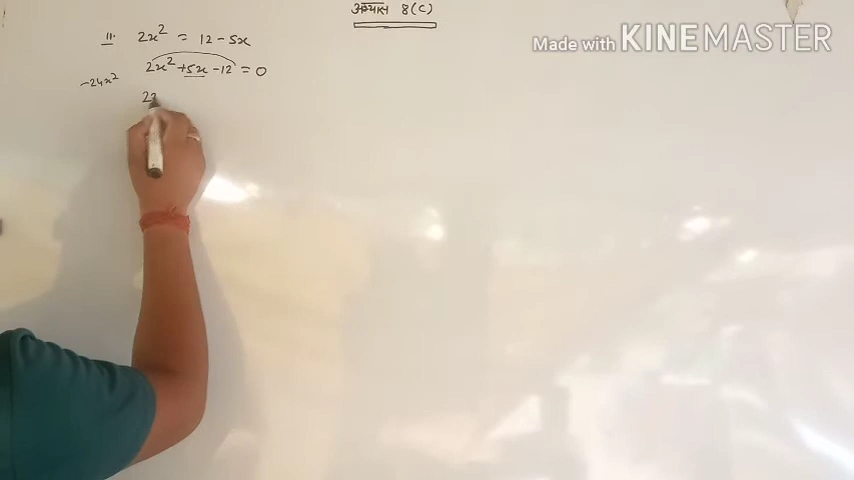 अभ्यास 8(C)
Made with KINEMASTER
11. 2x² = 12 - 5x
2x² + 5x - 12 = 0
-24x²